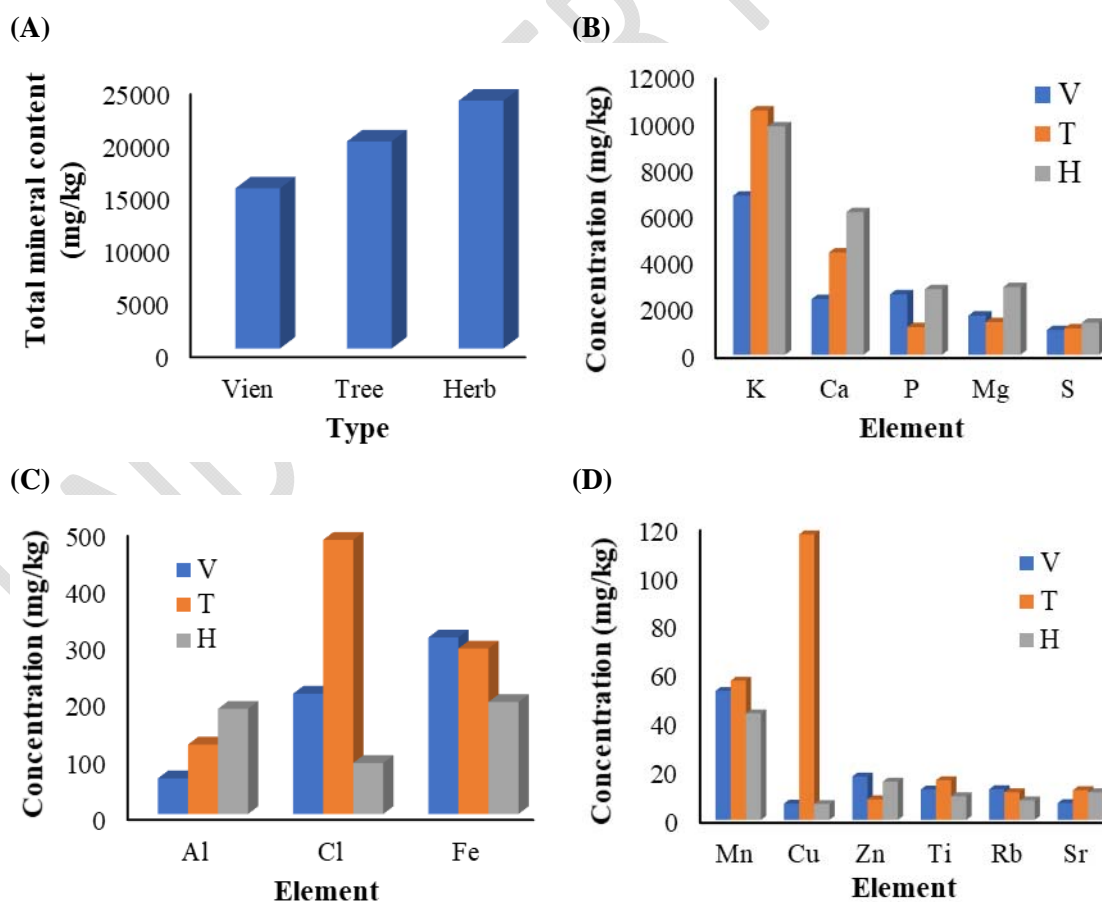 (A)
Total mineral content
(mg/kg)
25000
20000
15000
10000
5000
0
Vien Tree Herb
Type
(B)
Concentration (mg/kg)
12000
10000
8000
6000
4000
2000
0
V
T
H
K Ca P Mg S
Element
(C)
Concentration (mg/kg)
500
400
300
200
100
0
V
T
H
Al Cl Fe
Element
(D)
Concentration (mg/kg)
120
100
80
60
40
20
0
V
T
H
Mn Cu Zn Ti Rb Sr
Element